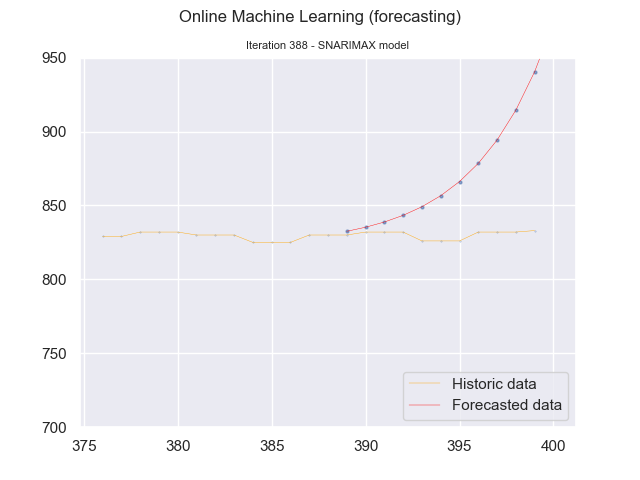 Online Machine Learning (forecasting)
Iteration 388 - SNARIMAX model
950
900
850
800
750
700
375 380 385 390 395 400
Historic data
Forecasted data